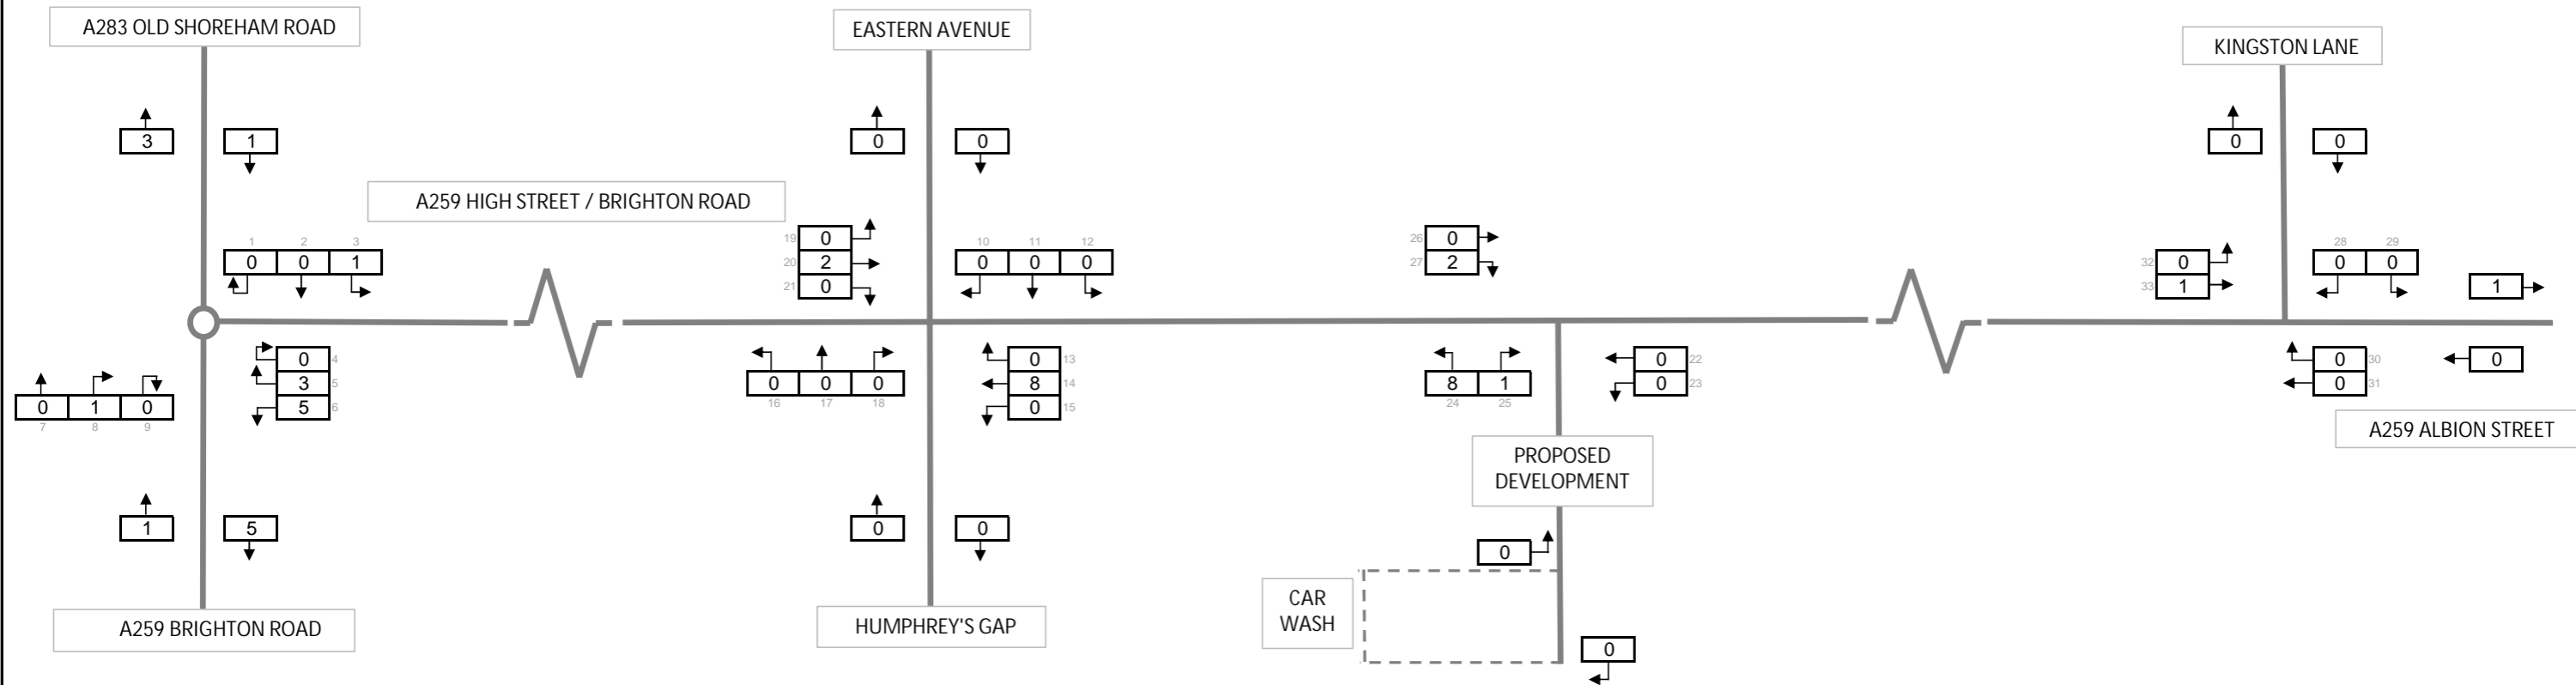 A283 OLD SHOREHAM ROAD
EASTERN AVENUE
KINGSTON LANE
3 1
0 0
0 0
A259 HIGH STREET / BRIGHTON ROAD
1 2 3
0 0 1
19 0
20 2
21 0
10 11 12
0 0 0
26 0
27 2
32 0
33 1
28 29
0 0
1
7 8 9
0 1 0
0 4
3 5
5 6
0 0 0
16 17 18
0 13
8 14
0 15
8 1
24 25
0 22
0 23
0 30
0 31
0
A259 ALBION STREET
PROPOSED
DEVELOPMENT
1 5
0 0
0
CAR
WASH
A259 BRIGHTON ROAD
HUMPHREY'S GAP
0